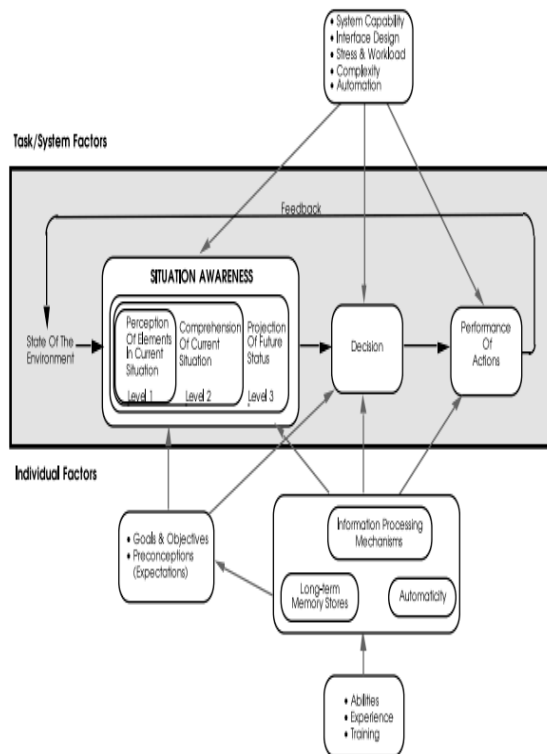 • System Capability
• Interface Design
• Stress & Workload
• Complexity
• Automation
Task/System Factors
Feedback
SITUATION AWARENESS
State Of The
Environment
Perception
Of Elements
In Current
Situation
Level 1
Comprehension
Of Current
Situation
Level 2
Projection
Of Future
Status
Level 3
Decision
Performance
Of
Actions
Individual Factors
• Goals & Objectives
• Preconceptions
(Expectations)
Information Processing
Mechanisms
Long-term
Memory Stores
Automaticity
• Abilities
• Experience
• Training